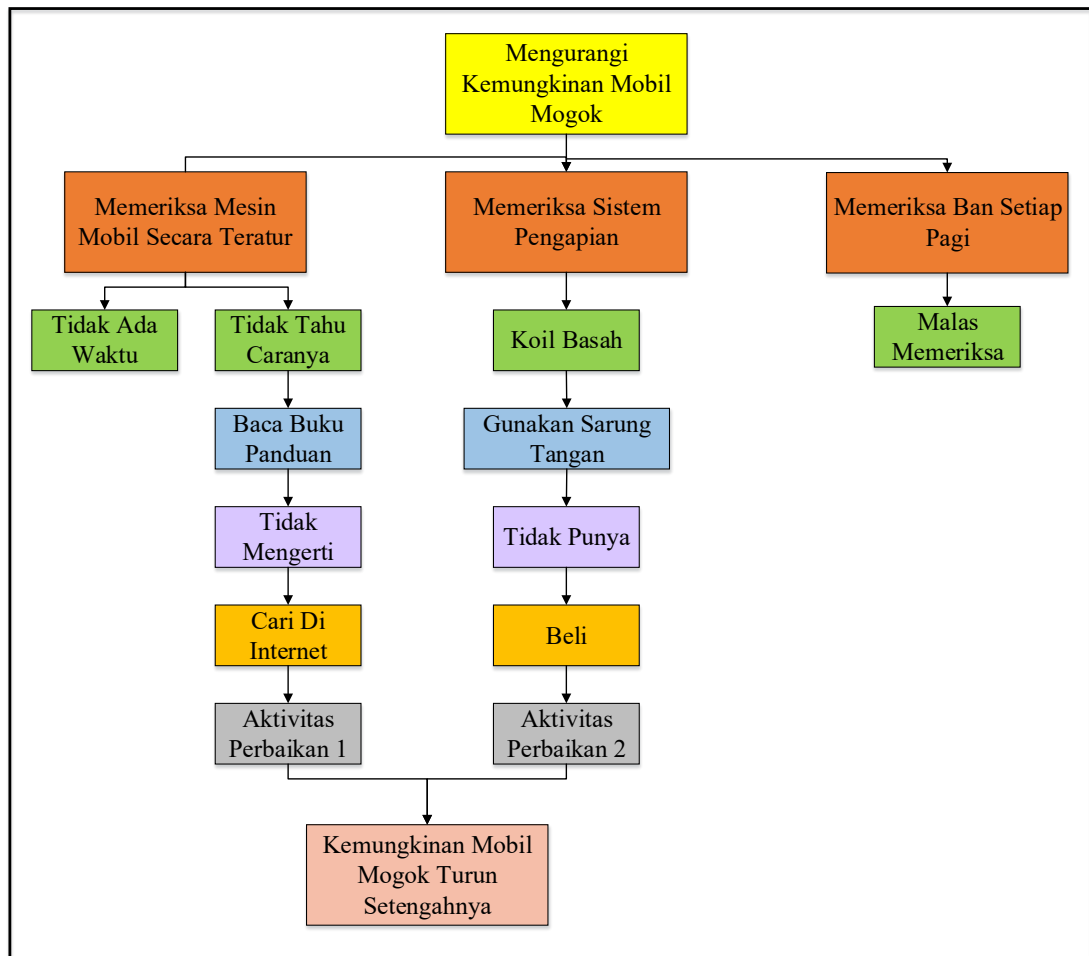 Mengurangi
Kemungkinan Mobil
Mogok
Memeriksa Mesin
Mobil Secara Teratur
Memeriksa Sistem
Pengapian
Memeriksa Ban Setiap
Pagi
Tidak Ada
Waktu
Tidak Tahu
Caranya
Koil Basah
Malas
Memeriksa
Baca Buku
Panduan
Gunakan Sarung
Tangan
Tidak
Mengerti
Tidak Punya
Cari Di
Internet
Beli
Aktivitas
Perbaikan 1
Aktivitas
Perbaikan 2
Kemungkinan Mobil
Mogok Turun
Setengahnya